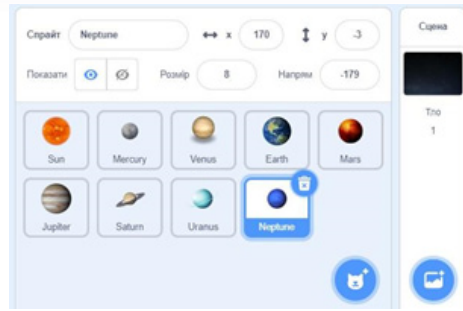 Спрайт Neptune x 170 y -3
Сцена
Показати Розмір 8 Напрям -179
Тло
1
Sun Mercury Venus Earth Mars
Jupiter Saturn Uranus Neptune